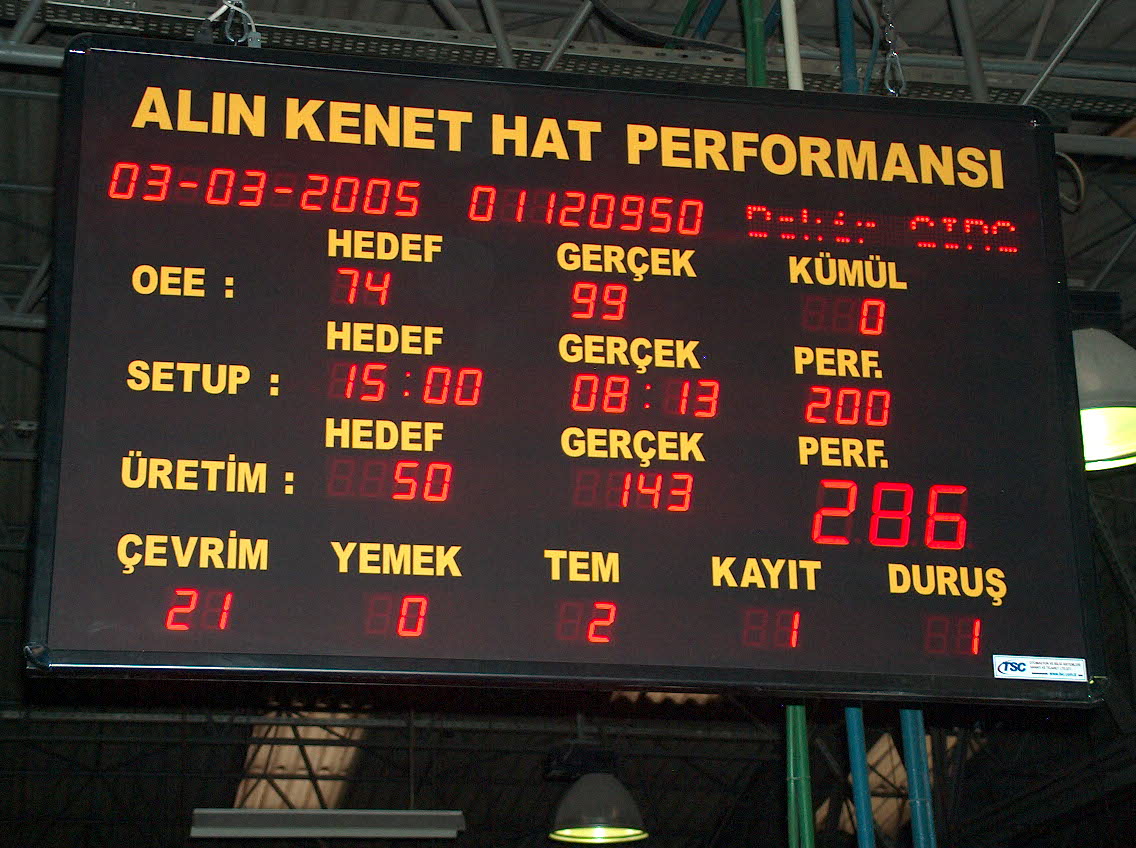 ALIN KENET HAT PERFORMANSI
03-03-2005 01120950
HEDEF GERÇEK KÜMÜL
OEE : 74 99 0
HEDEF GERÇEK PERF.
SETUP : 15:00 08:13 200
HEDEF GERÇEK PERF.
ÜRETİM : 50 143 286
ÇEVRİM YEMEK TEM KAYIT DURUŞ
21 0 2 1 1
TSC